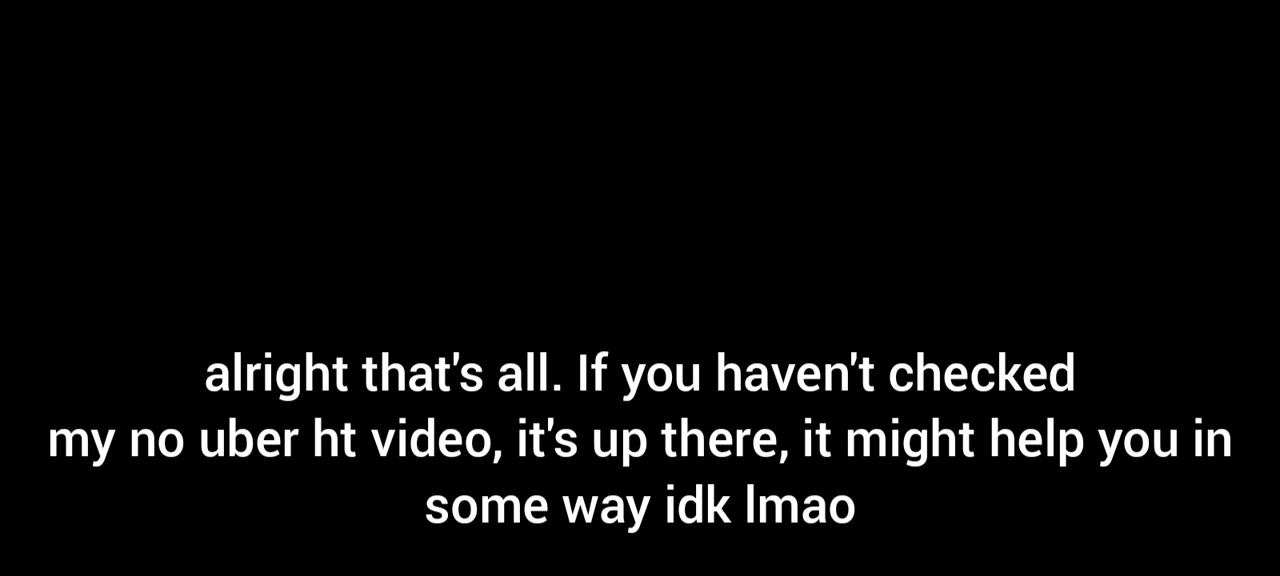 alright that's all. If you haven't checked
my no uber ht video, it's up there, it might help you in
some way idk lmao